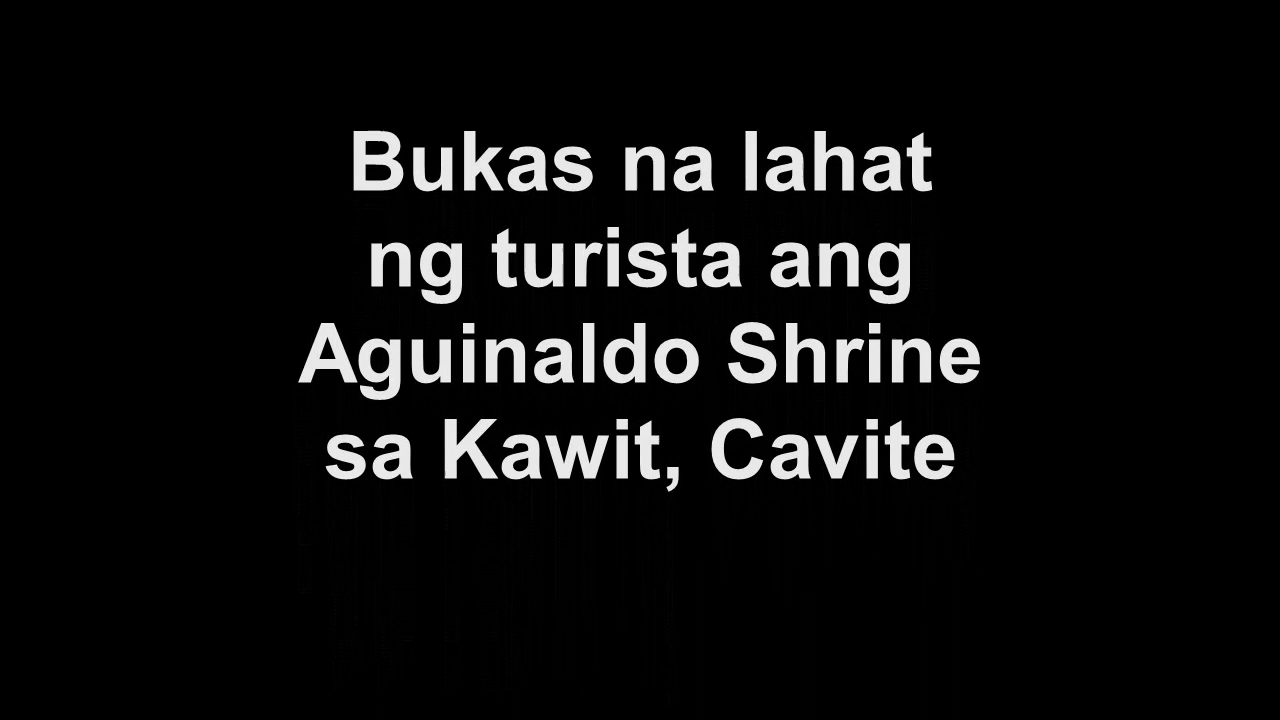 Bukas na lahat
ng turista ang
Aguinaldo Shrine
sa Kawit, Cavite